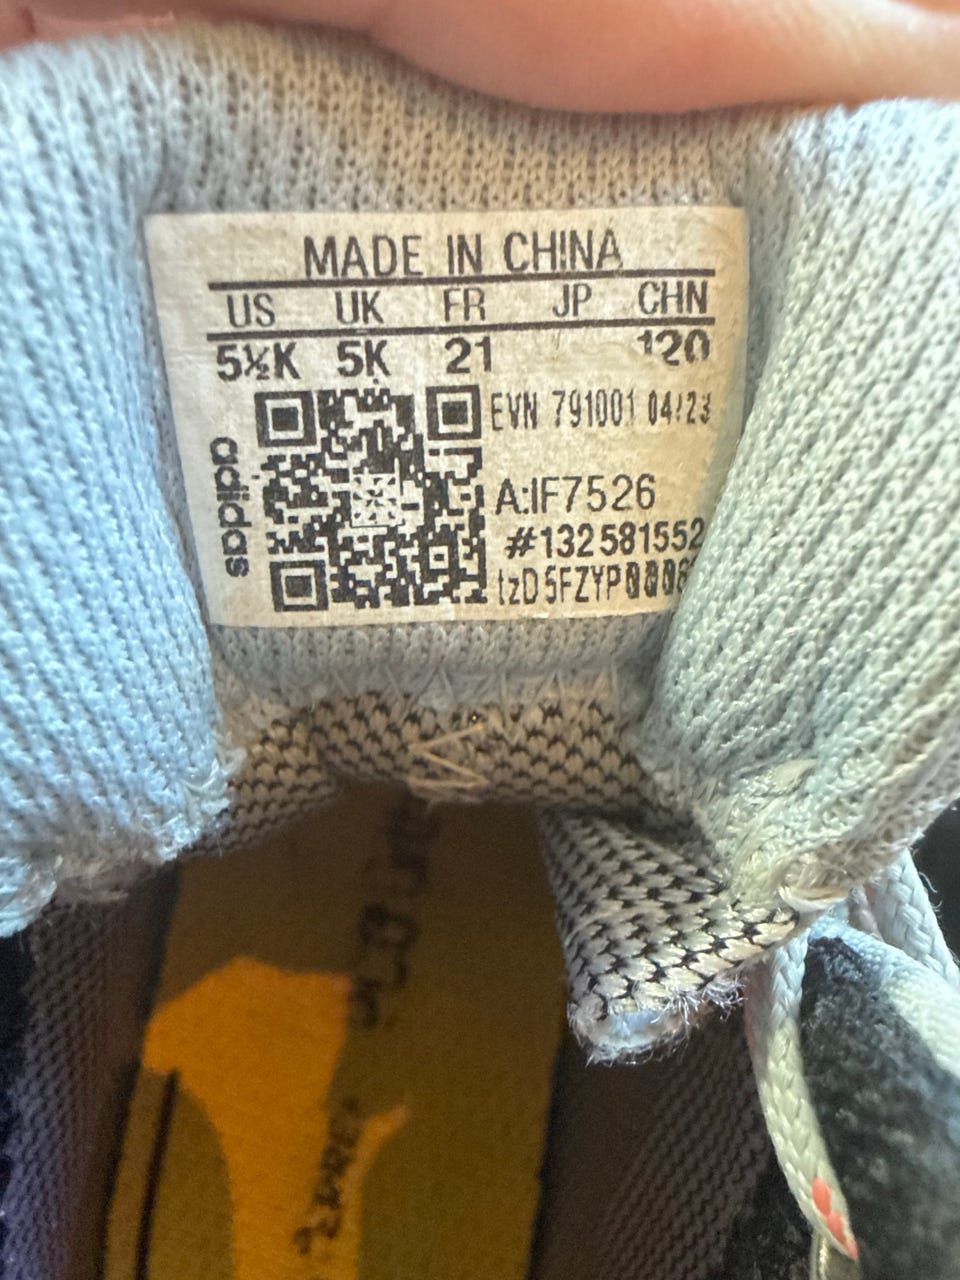 MADE IN CHINA
US UK FR JP CHN
5½K 5K 21 120
EVN 791001 04/23
adidas
A:IF7526
#132581552